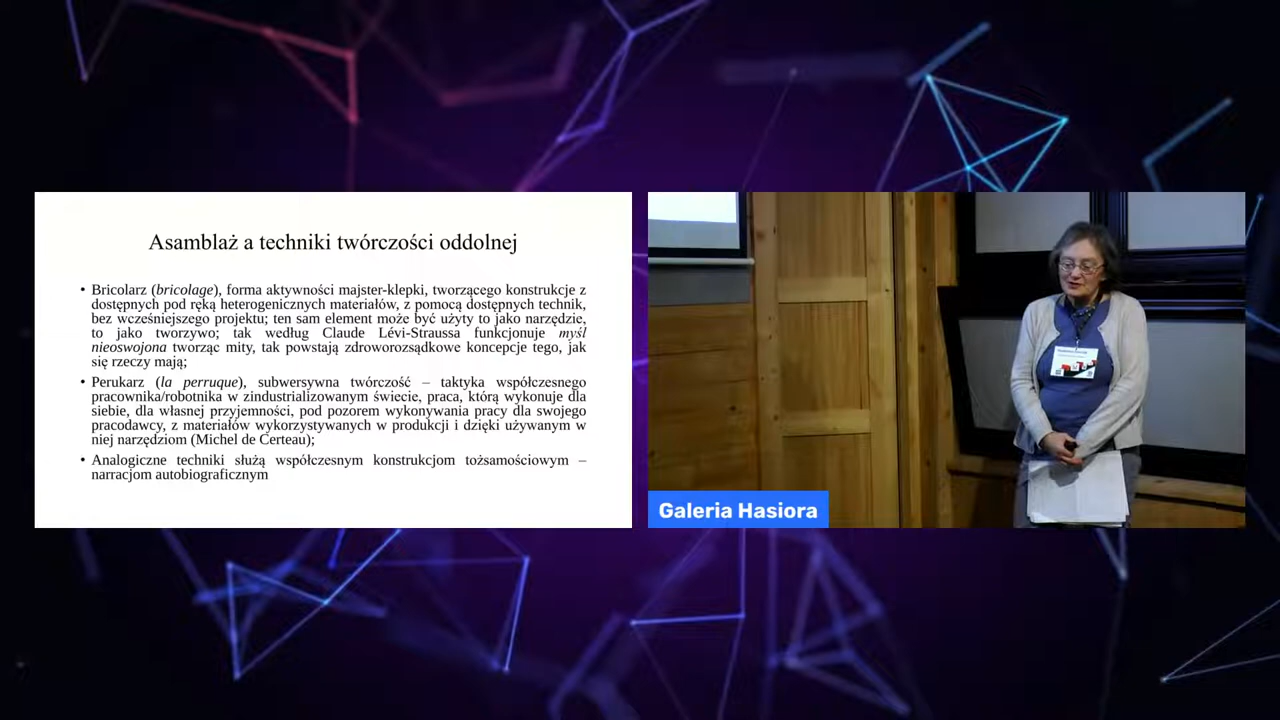 Asamblaż a techniki twórczości oddolnej
• Bricolarz (bricolage), forma aktywności majster-klepki, tworzącego konstrukcje z
dostępnych pod ręką heterogenicznych materiałów, z pomocą dostępnych technik,
bez wcześniejszego projektu; ten sam element może być użyty to jako narzędzie,
to jako tworzywo; tak według Claude Lévi-Straussa funkcjonuje myśl
nieoswojona tworząc mity, tak powstają zdroworozsądkowe koncepcje tego, jak
się rzeczy mają;
• Perukarz (la perruque), subwersywna twórczość – taktyka współczesnego
pracownika/robotnika w zindustrializowanym świecie, praca, którą wykonuje dla
siebie, dla własnej przyjemności, pod pozorem wykonywania pracy dla swojego
pracodawcy, z materiałów wykorzystywanych w produkcji i dzięki używanym w
niej narzędziom (Michel de Certeau);
• Analogiczne techniki służą współczesnym konstrukcjom tożsamościowym –
narracjom autobiograficznym
Galeria Hasiora